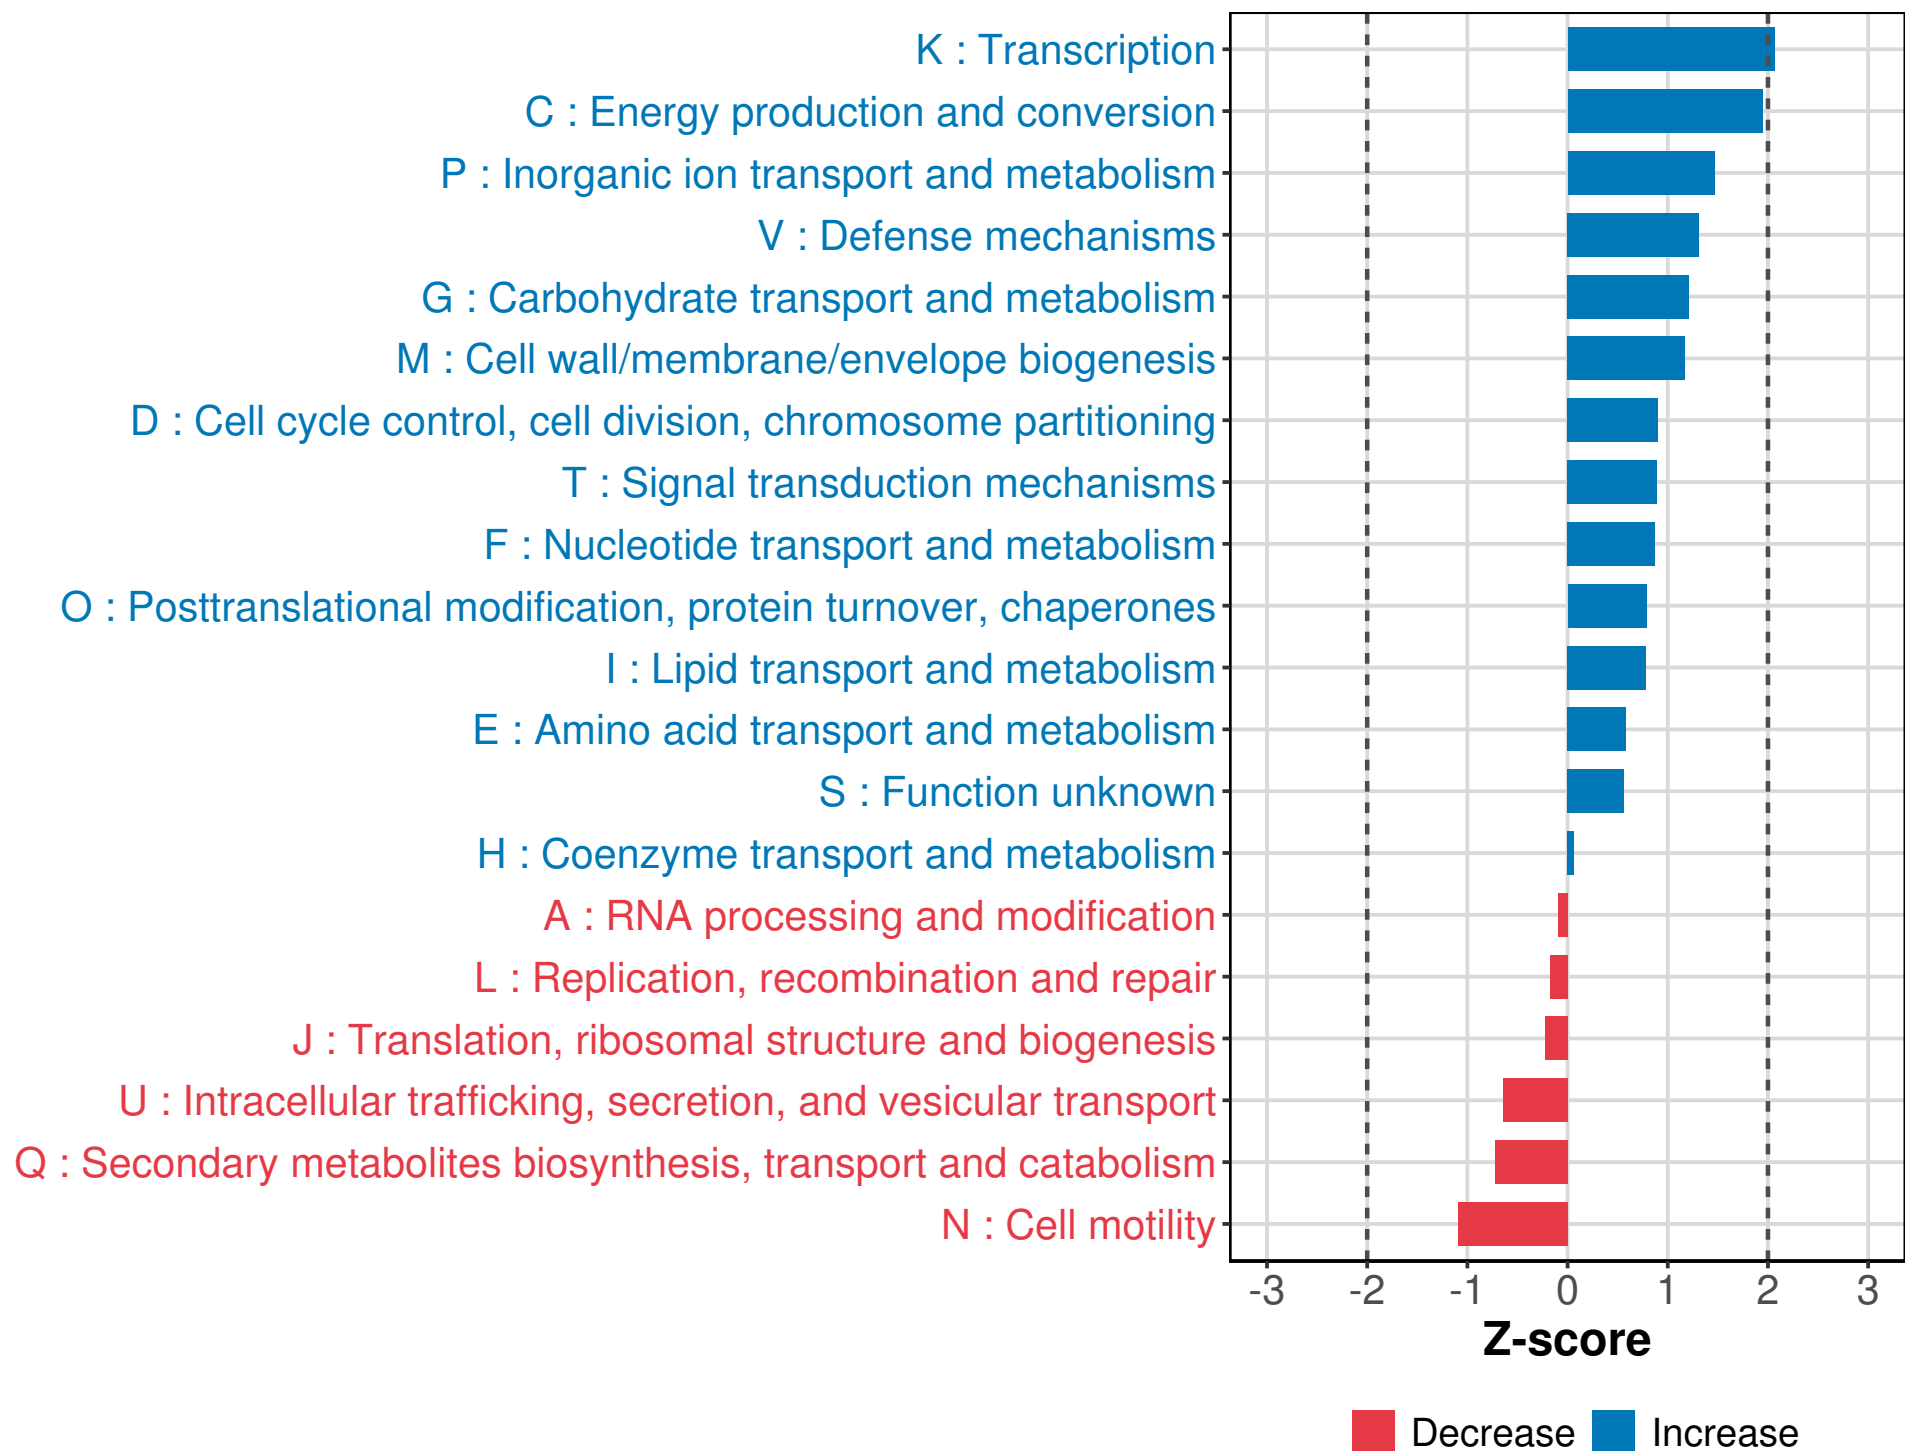 K : Transcription
C : Energy production and conversion
P : Inorganic ion transport and metabolism
V : Defense mechanisms
G : Carbohydrate transport and metabolism
M : Cell wall/membrane/envelope biogenesis
D : Cell cycle control, cell division, chromosome partitioning
T : Signal transduction mechanisms
F : Nucleotide transport and metabolism
O : Posttranslational modification, protein turnover, chaperones
I : Lipid transport and metabolism
E : Amino acid transport and metabolism
S : Function unknown
H : Coenzyme transport and metabolism
A : RNA processing and modification
L : Replication, recombination and repair
J : Translation, ribosomal structure and biogenesis
U : Intracellular trafficking, secretion, and vesicular transport
Q : Secondary metabolites biosynthesis, transport and catabolism
N : Cell motility
-3 -2 -1 0 1 2 3
Z-score
Decrease Increase